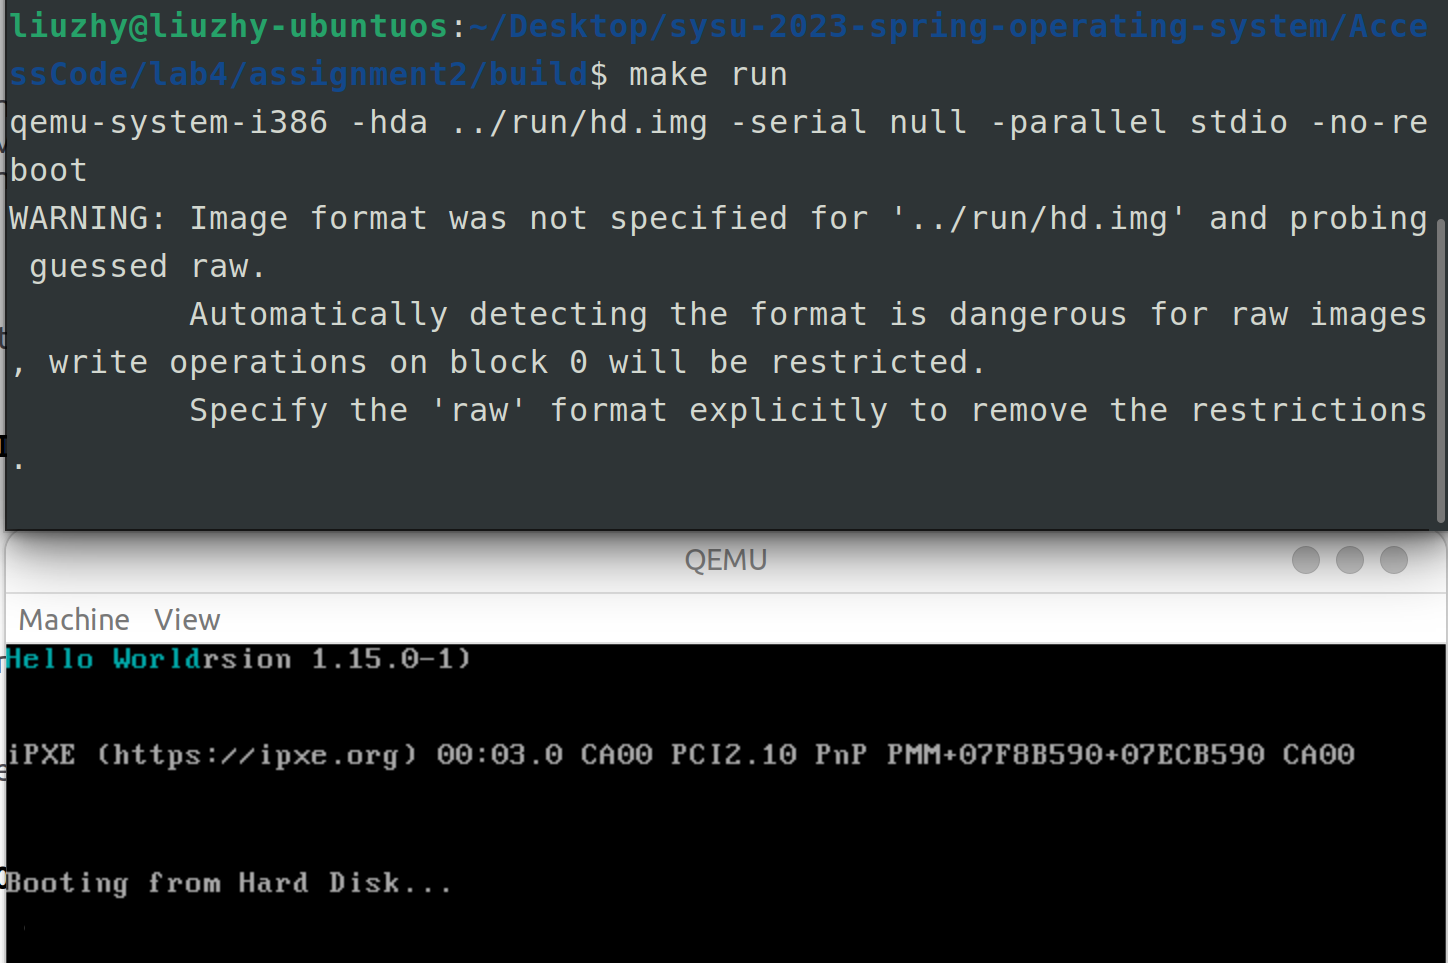 liuzhy@liuzhy-ubuntuos:~/Desktop/sysu-2023-spring-operating-system/Acce
ssCode/lab4/assignment2/build$ make run
qemu-system-i386 -hda ../run/hd.img -serial null -parallel stdio -no-re
boot
WARNING: Image format was not specified for '../run/hd.img' and probing
 guessed raw.
         Automatically detecting the format is dangerous for raw images
, write operations on block 0 will be restricted.
         Specify the 'raw' format explicitly to remove the restrictions
.
QEMU
Machine View
Hello Worldrsion 1.15.0-1)
iPXE (https://ipxe.org) 00:03.0 CA00 PCI2.10 PnP PMM+07F8B590+07ECB590 CA00
Booting from Hard Disk...